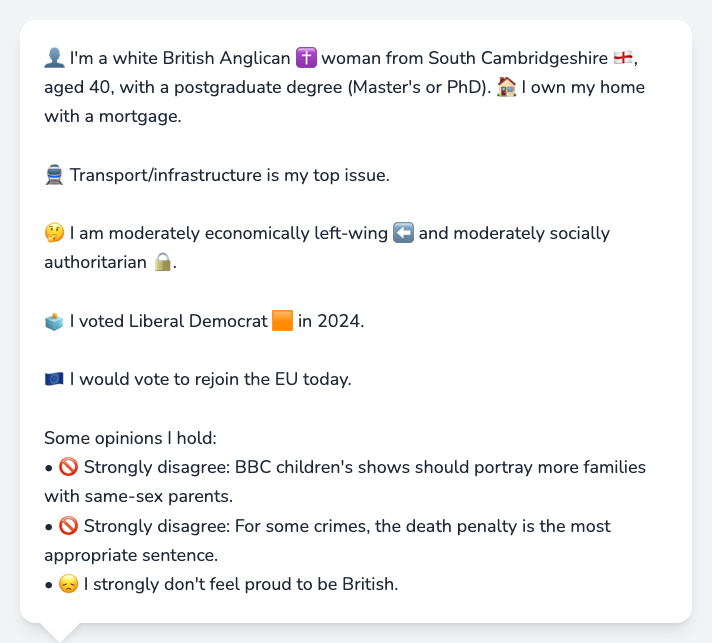 👤 I'm a white British Anglican ✝️ woman from South Cambridgeshire 🏴󠁧󠁢󠁥󠁮󠁧󠁿,
aged 40, with a postgraduate degree (Master's or PhD). 🏠 I own my home
with a mortgage.
🚆 Transport/infrastructure is my top issue.
🤔 I am moderately economically left-wing ⬅️ and moderately socially
authoritarian 🔒.
🗳️ I voted Liberal Democrat 🟧 in 2024.
🇪🇺 I would vote to rejoin the EU today.
Some opinions I hold:
• 🚫 Strongly disagree: BBC children's shows should portray more families
with same-sex parents.
• 🚫 Strongly disagree: For some crimes, the death penalty is the most
appropriate sentence.
• 😞 I strongly don't feel proud to be British.